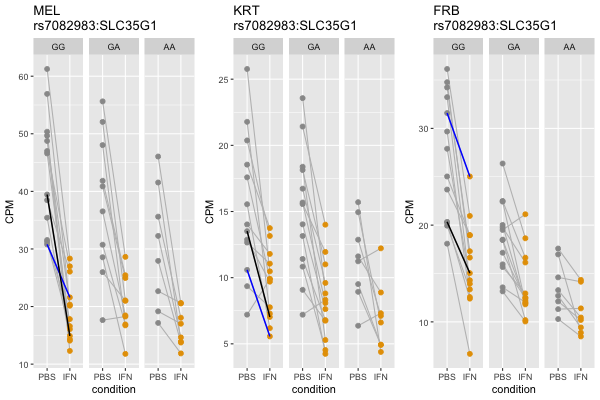 MEL
rs7082983:SLC35G1
GG GA AA
60
50
40
30
20
10
CPM
PBS IFN PBS IFN PBS IFN
condition
KRT
rs7082983:SLC35G1
GG GA AA
25
20
15
10
5
CPM
PBS IFN PBS IFN PBS IFN
condition
FRB
rs7082983:SLC35G1
GG GA AA
30
20
10
CPM
PBS IFN PBS IFN PBS IFN
condition